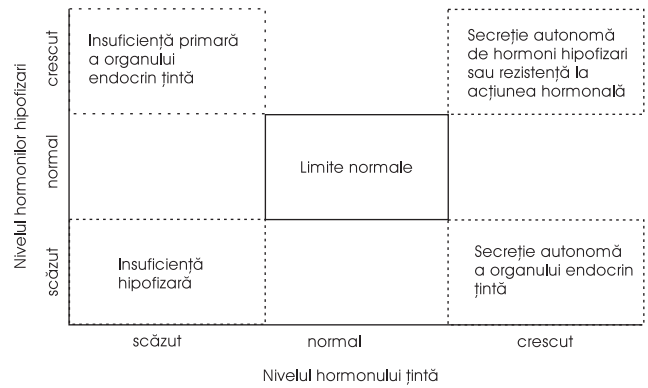 Nivelul hormonilor hipofizari
crescut
normal
scăzut
Insuficiență primară
a organului
endocrin țintă
Secreție autonomă
de hormoni hipofizari
sau rezistență la
acțiunea hormonală
Limite normale
Insuficiență
hipofizară
Secreție autonomă
a organului endocrin
țintă
scăzut
normal
crescut
Nivelul hormonului țintă